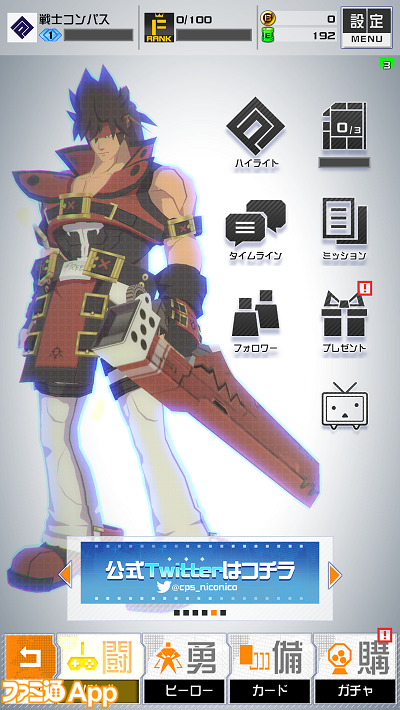 戦士コンパス
1
F
RANK
0/100
F 0
E 192
設定
MENU
3
ハイライト
0/3
タイムライン
ミッション
フォロワー
!
プレゼント
公式Twitterはコチラ
@cps_niconico
闘
勇
ヒーロー
備
カード
!
購
ガチャ
ファミ通App